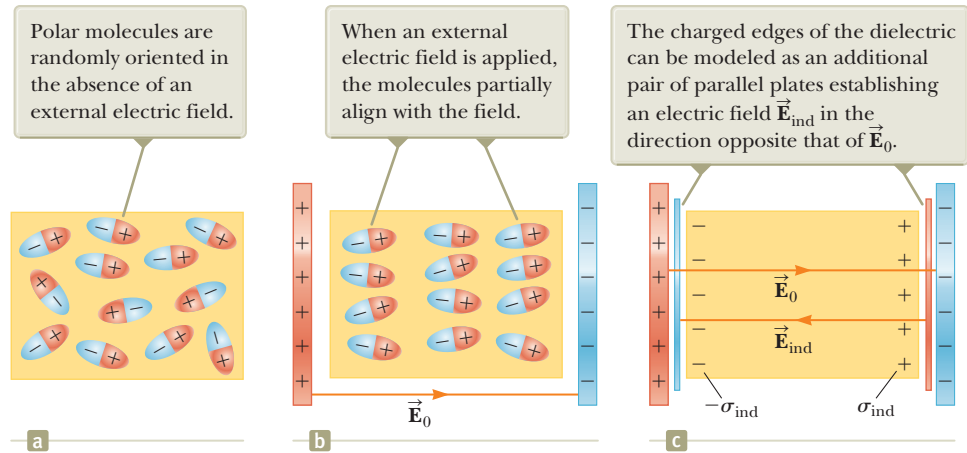 Polar molecules are
randomly oriented in
the absence of an
external electric field.
When an external
electric field is applied,
the molecules partially
align with the field.
The charged edges of the dielectric
can be modeled as an additional
pair of parallel plates establishing
an electric field E⃗ind in the
direction opposite that of E⃗0.
− + − + − + − + − + + − + − − + − + − + − + − +
+ + + + + +
− + − + − + − + − + − + − + − + − + − + − + − +
− − − − − −
E⃗0
+ + + + + +
− − − − −
+ + + + +
− − − − − −
E⃗0
E⃗ind
−σind
σind
a
b
c